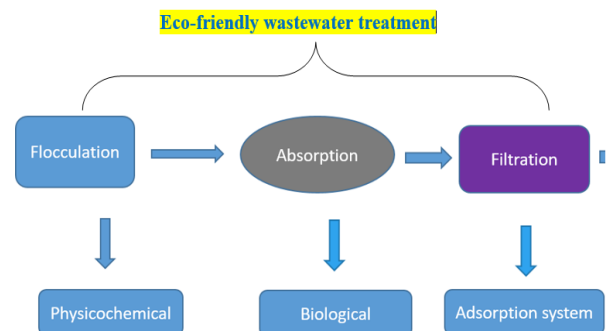 Eco-friendly wastewater treatment
Flocculation
Absorption
Filtration
Physicochemical
Biological
Adsorption system